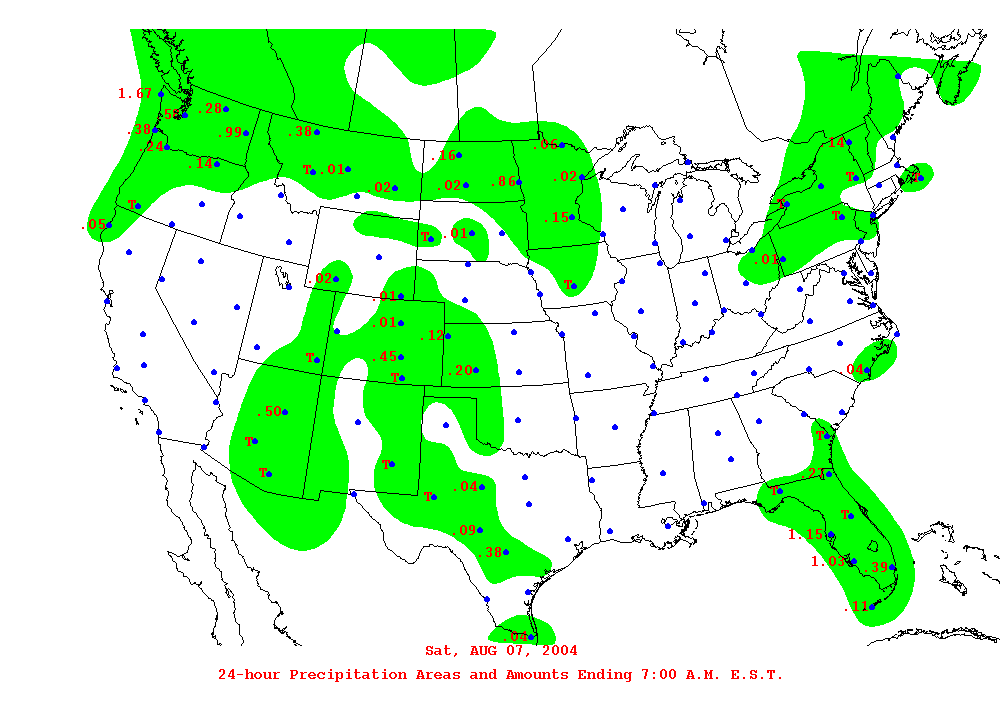 1.67
.28
.58
.38
.99
.38
.06
.24
.14
.16
.14
T
.01
.02
.02
.86
.02
T
T
T
T
.15
T
.05
T
.01
.01
.02
T
.01
.01
.12
T
.45
.20
T
.04
.50
T
T
T
T
.27
T
.04
T
T
.09
1.15
.38
1.03
.39
.11
.04
Sat, AUG 07, 2004
24-hour Precipitation Areas and Amounts Ending 7:00 A.M. E.S.T.